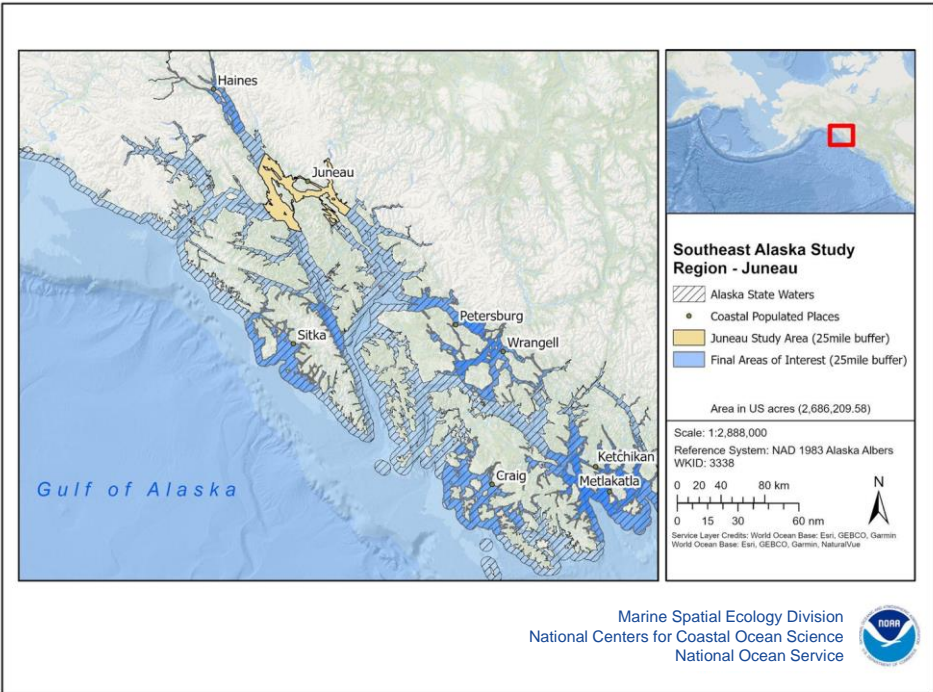 Haines
Juneau
Petersburg
Sitka
Wrangell
Ketchikan
Craig
Metlakatla
Gulf of Alaska
Southeast Alaska Study
Region - Juneau
Alaska State Waters
Coastal Populated Places
Juneau Study Area (25mile buffer)
Final Areas of Interest (25mile buffer)
Area in US acres (2,686,209.58)
Scale: 1:2,888,000
Reference System: NAD 1983 Alaska Albers
WKID: 3338
0 20 40 80 km
N
0 15 30 60 nm
Service Layer Credits: World Ocean Base: Esri, GEBCO, Garmin
World Ocean Base: Esri, GEBCO, Garmin, NaturalVue
Marine Spatial Ecology Division
National Centers for Coastal Ocean Science
National Ocean Service
NOAA